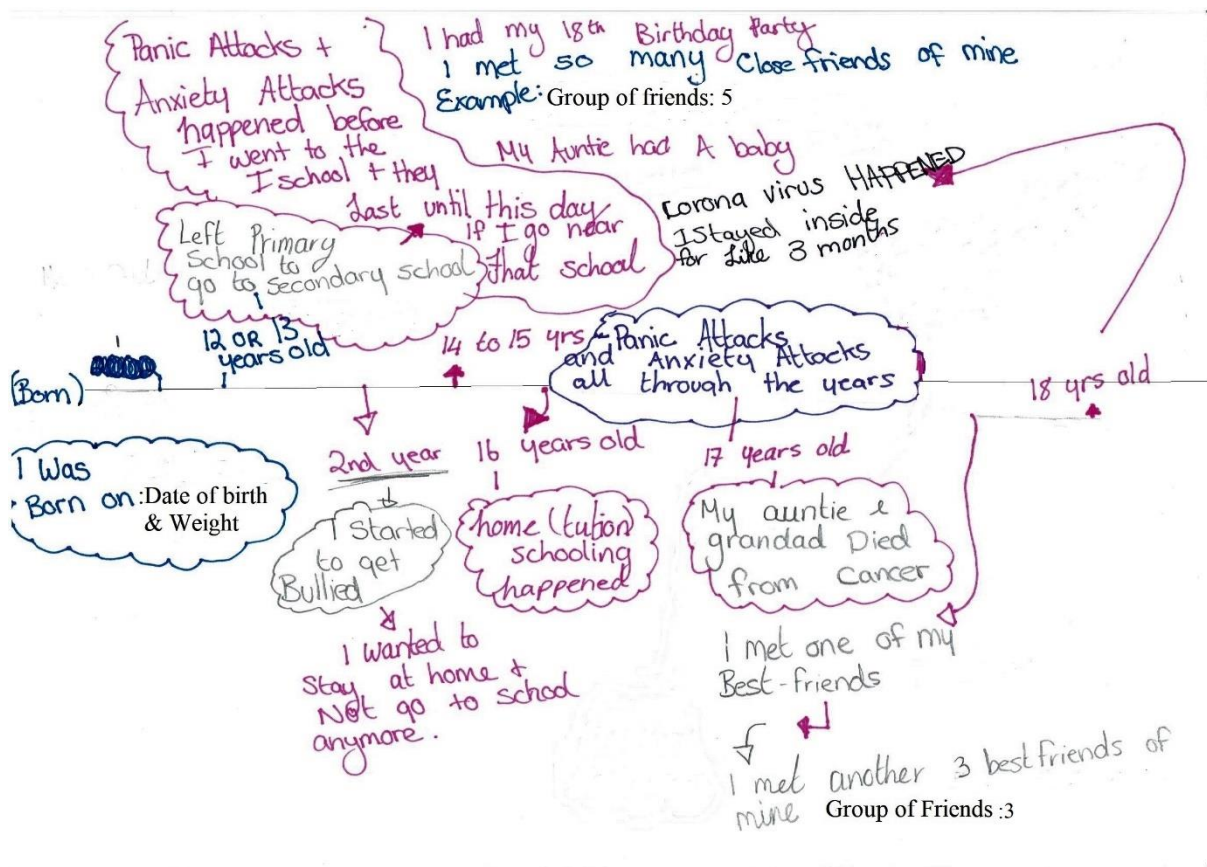 Panic Attacks +
Anxiety Attacks
happened before
I went to the
I school + they
Last until this day
if I go near
that school
I had my 18th Birthday Party
I met so many Close friends of mine
Example: Group of friends: 5
My Auntie had A baby
Corona virus HAPPENED
I Stayed inside
for Like 3 months
Left Primary
School to
go to secondary school
12 OR 13
years old
14 to 15 yrs
Panic Attacks
and Anxiety Attacks
all through the years
18 yrs old
(Born)
I Was
Born on :Date of birth
& Weight
2nd year
I Started
to get
Bullied
I wanted to
Stay at home +
Not go to school
anymore.
16 years old
home (tution)
schooling
happened
17 years old
My auntie &
grandad Died
from Cancer
I met one of my
Best-friends
I met another 3 best friends of
mine Group of Friends :3